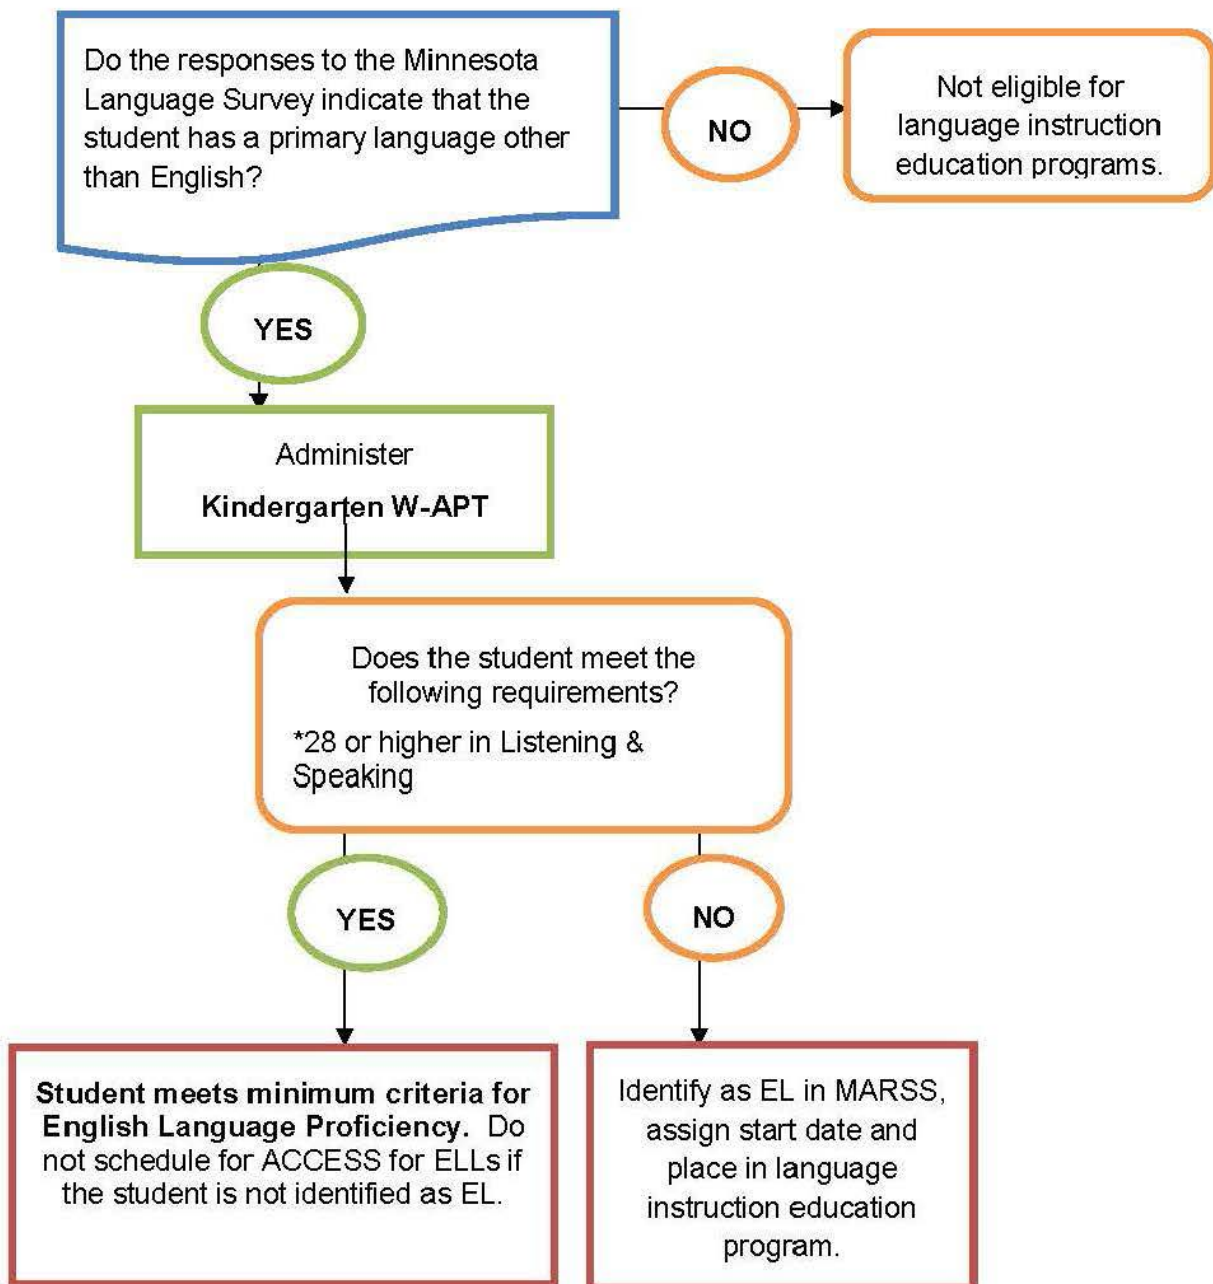 Do the responses to the Minnesota
Language Survey indicate that the
student has a primary language other
than English?
NO
Not eligible for
language instruction
education programs.
YES
Administer
Kindergarten W-APT
Does the student meet the
following requirements?
*28 or higher in Listening &
Speaking
YES
NO
Student meets minimum criteria for
English Language Proficiency. Do
not schedule for ACCESS for ELLs if
the student is not identified as EL.
Identify as EL in MARSS,
assign start date and
place in language
instruction education
program.